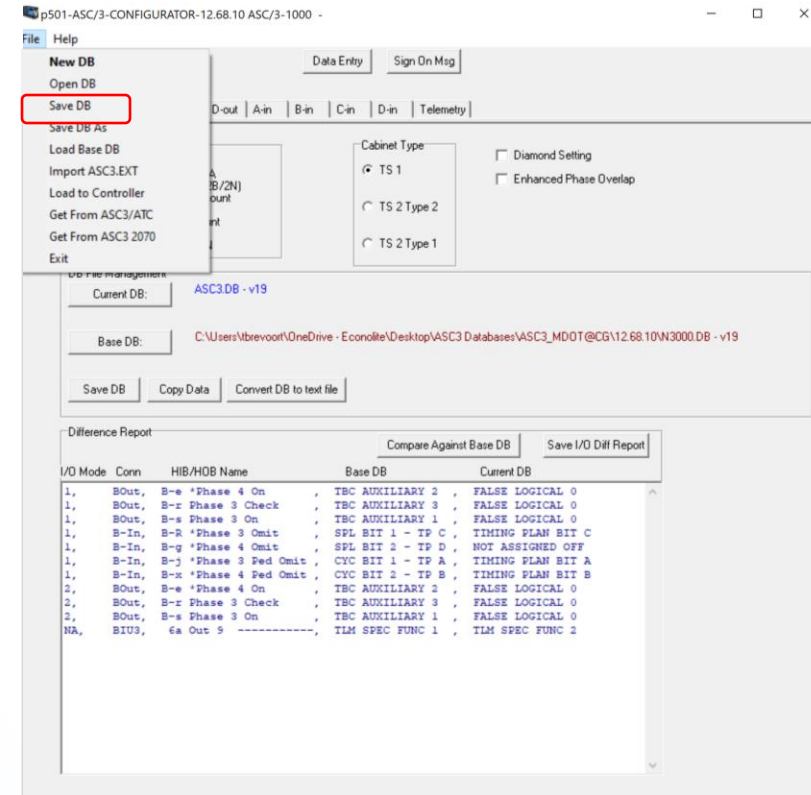 p501-ASC/3-CONFIGURATOR-12.68.10 ASC/3-1000 -
File Help
New DB
Open DB
Save DB
Save DB As
Load Base DB
Import ASC3.EXT
Load to Controller
Get From ASC3/ATC
Get From ASC3 2070
Exit
Data Entry Sign On Msg
D-out A-in B-in C-in D-in Telemetry
A
2B/2N)
ount
nt
Cabinet Type
TS 1
TS 2 Type 2
TS 2 Type 1
Diamond Setting
Enhanced Phase Overlap
DB File Management
Current DB: ASC3.DB - v19
Base DB: C:\Users\tbrevoort\OneDrive - Econolite\Desktop\ASC3 Databases\ASC3_MDOT@CG\12.68.10\N3000.DB - v19
Save DB Copy Data Convert DB to text file
Difference Report
Compare Against Base DB Save I/O Diff Report
I/O Mode Conn HIB/HOB Name Base DB Current DB
1, BOut, B-e *Phase 4 On , TBC AUXILIARY 2 , FALSE LOGICAL 0
1, BOut, B-r Phase 3 Check , TBC AUXILIARY 3 , FALSE LOGICAL 0
1, BOut, B-s Phase 3 On , TBC AUXILIARY 1 , FALSE LOGICAL 0
1, B-In, B-R *Phase 3 Omit , SPL BIT 1 - TP C, TIMING PLAN BIT C
1, B-In, B-g *Phase 4 Omit , SPL BIT 2 - TP D, NOT ASSIGNED OFF
1, B-In, B-j *Phase 3 Ped Omit , CYC BIT 1 - TP A, TIMING PLAN BIT A
1, B-In, B-x *Phase 4 Ped Omit , CYC BIT 2 - TP B, TIMING PLAN BIT B
2, BOut, B-e *Phase 4 On , TBC AUXILIARY 2 , FALSE LOGICAL 0
2, BOut, B-r Phase 3 Check , TBC AUXILIARY 3 , FALSE LOGICAL 0
2, BOut, B-s Phase 3 On , TBC AUXILIARY 1 , FALSE LOGICAL 0
NA, BIU3, 6a Out 9 -----------, TLM SPEC FUNC 1 , TLM SPEC FUNC 2